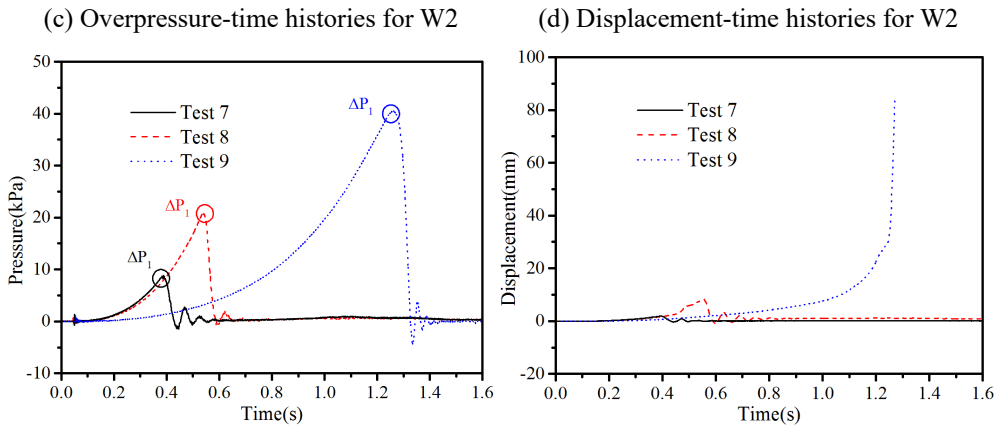 (c) Overpressure-time histories for W2
50
40
30
20
10
0
-10
Pressure(kPa)
Test 7
Test 8
Test 9
ΔP1
ΔP1
ΔP1
0.0 0.2 0.4 0.6 0.8 1.0 1.2 1.4 1.6
Time(s)
(d) Displacement-time histories for W2
100
80
60
40
20
0
-20
Displacement(mm)
Test 7
Test 8
Test 9
0.0 0.2 0.4 0.6 0.8 1.0 1.2 1.4 1.6
Time(s)